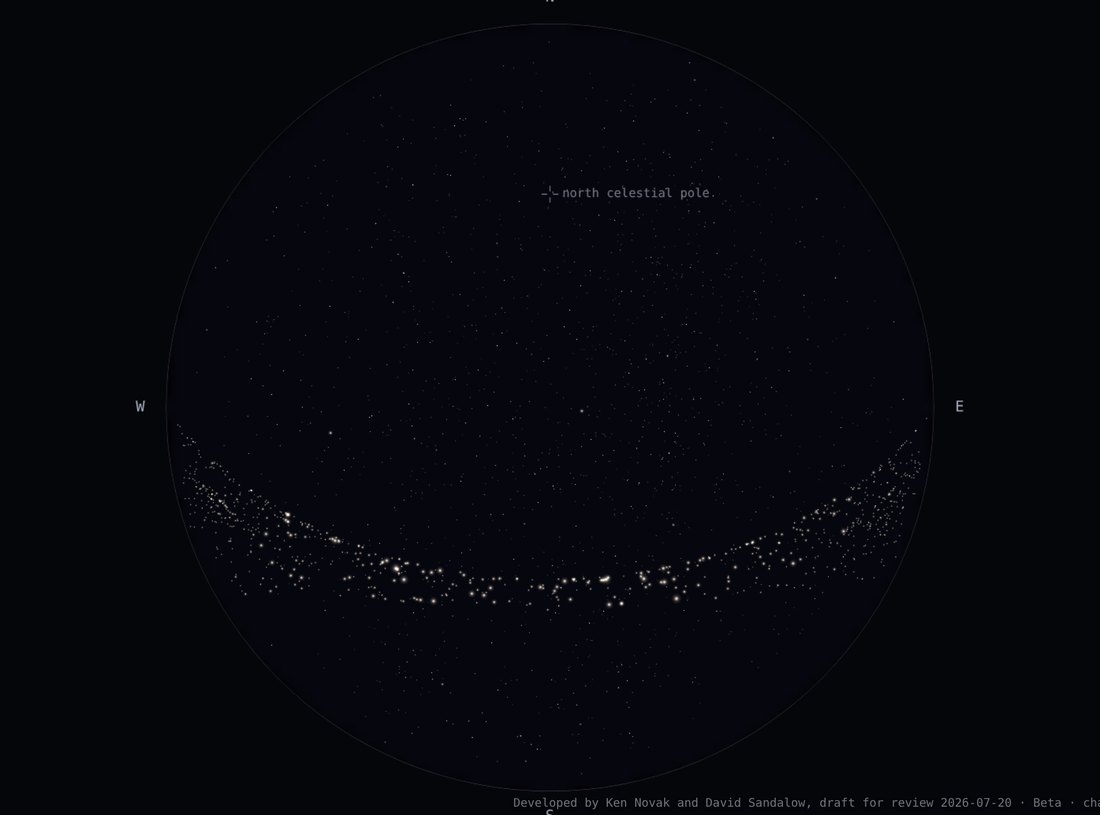 N
north celestial pole.
W
E
Developed by Ken Novak and David Sandalow, draft for review 2026-07-20 · Beta ·
S